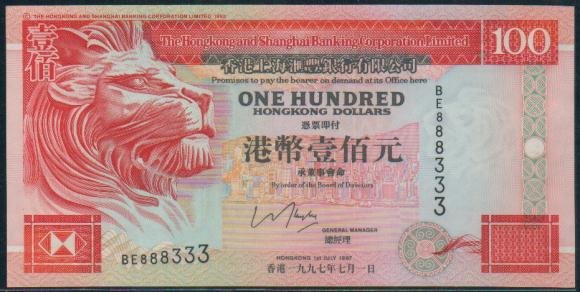 © THE HONGKONG AND SHANGHAI BANKING CORPORATION LIMITED
壹佰
The Hongkong and Shanghai Banking Corporation Limited
100
香港上海滙豐銀行有限公司
Promises to pay the bearer on demand at its Office here
ONE HUNDRED
HONGKONG DOLLARS
憑票即付
港幣壹佰元
承董事會命
By order of the Board of Directors
GENERAL MANAGER
總經理
BE888333
HONGKONG 1ST JULY 1997
香港一九九七年七月一日
BE888333